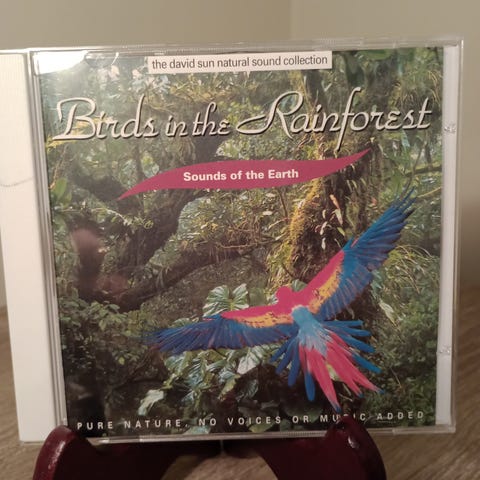 the david sun natural sound collection
Birds in the Rainforest
Sounds of the Earth
PURE NATURE, NO VOICES OR MUSIC ADDED